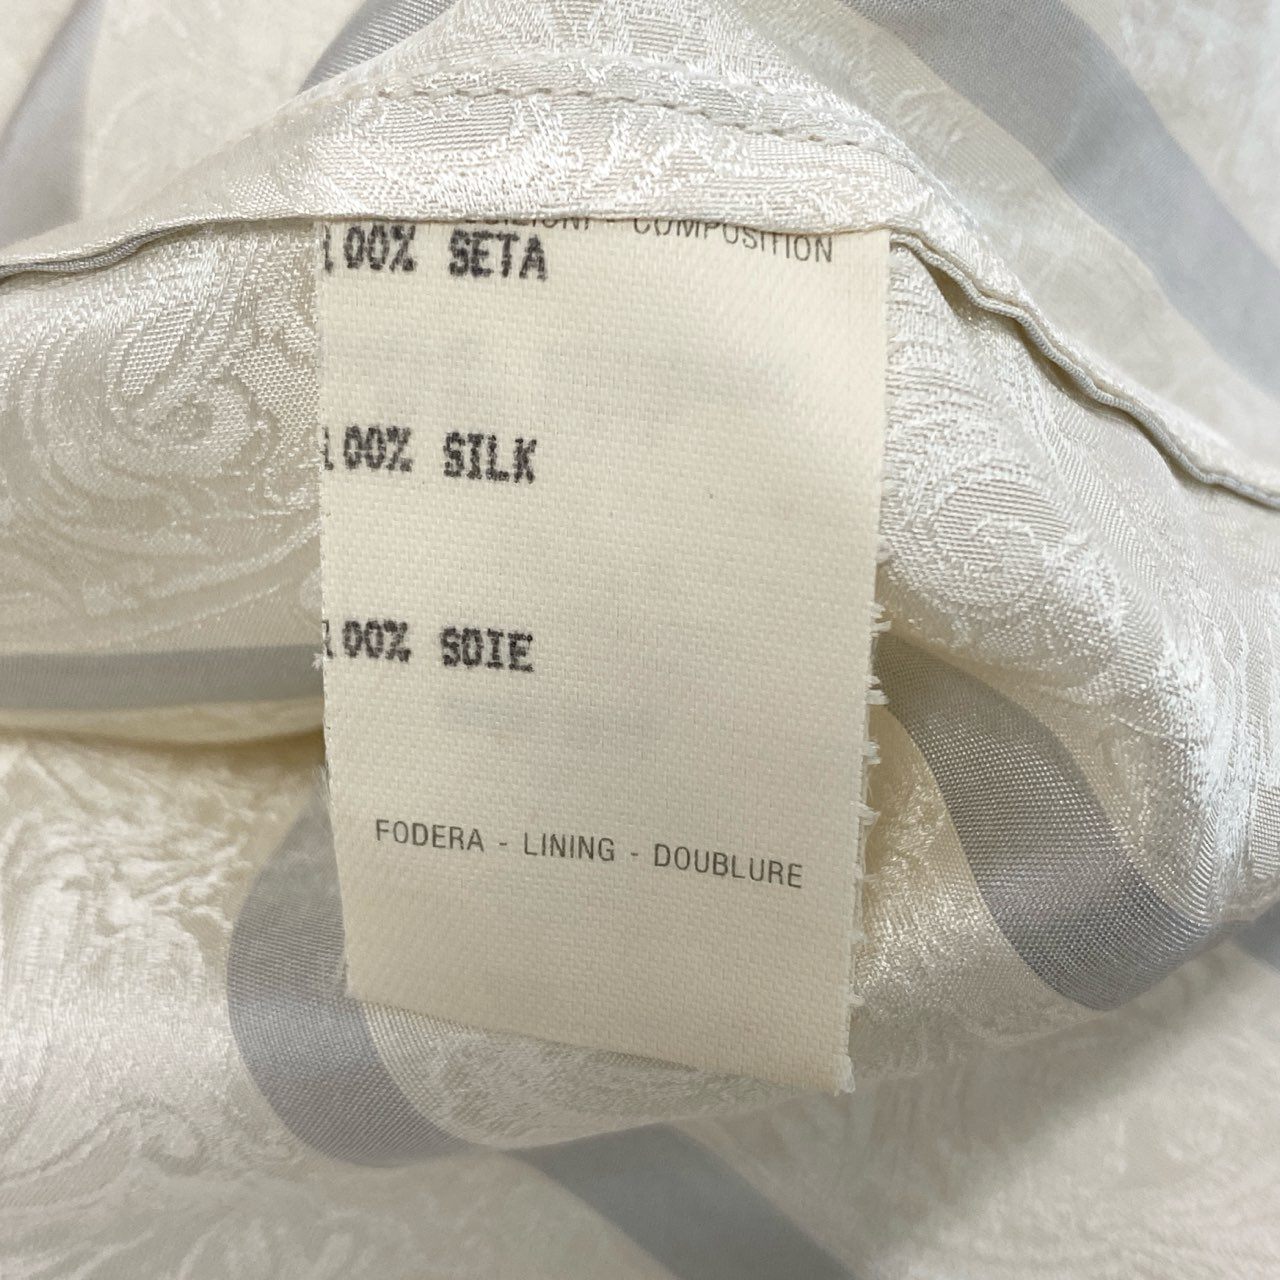 COMPOSITION
100% SETA
100% SILK
100% SOIE
FODERA - LINING - DOUBLURE